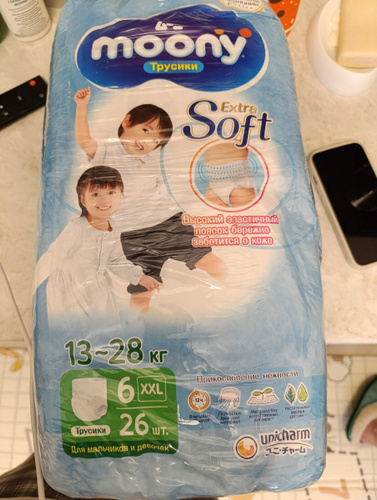 moony
Трусики
Extra
Soft
Высокий эластичный
поясок бережно
заботится о коже
13~28 кг
6 XXL
26 шт.
Трусики
Для мальчиков и девочек
Прикосновение нежности
12ч
unicharm
ユニ・チャーム